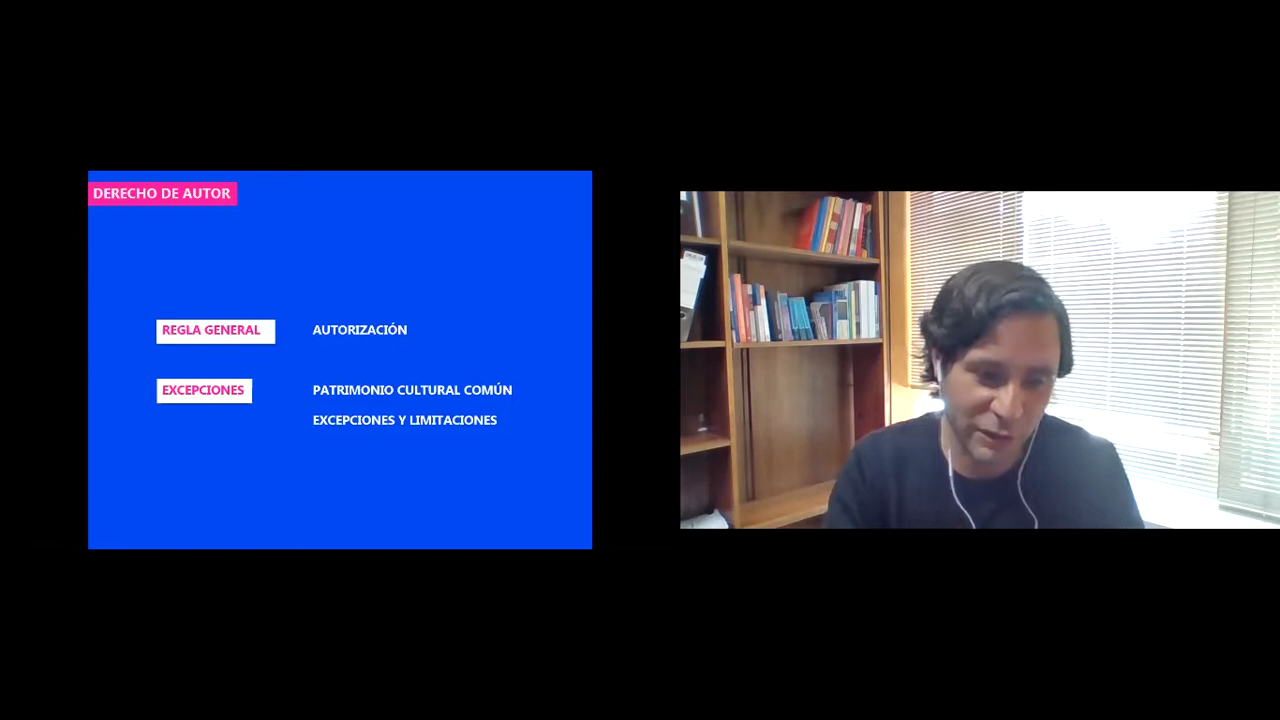 DERECHO DE AUTOR
REGLA GENERAL AUTORIZACIÓN
EXCEPCIONES PATRIMONIO CULTURAL COMÚN
EXCEPCIONES Y LIMITACIONES